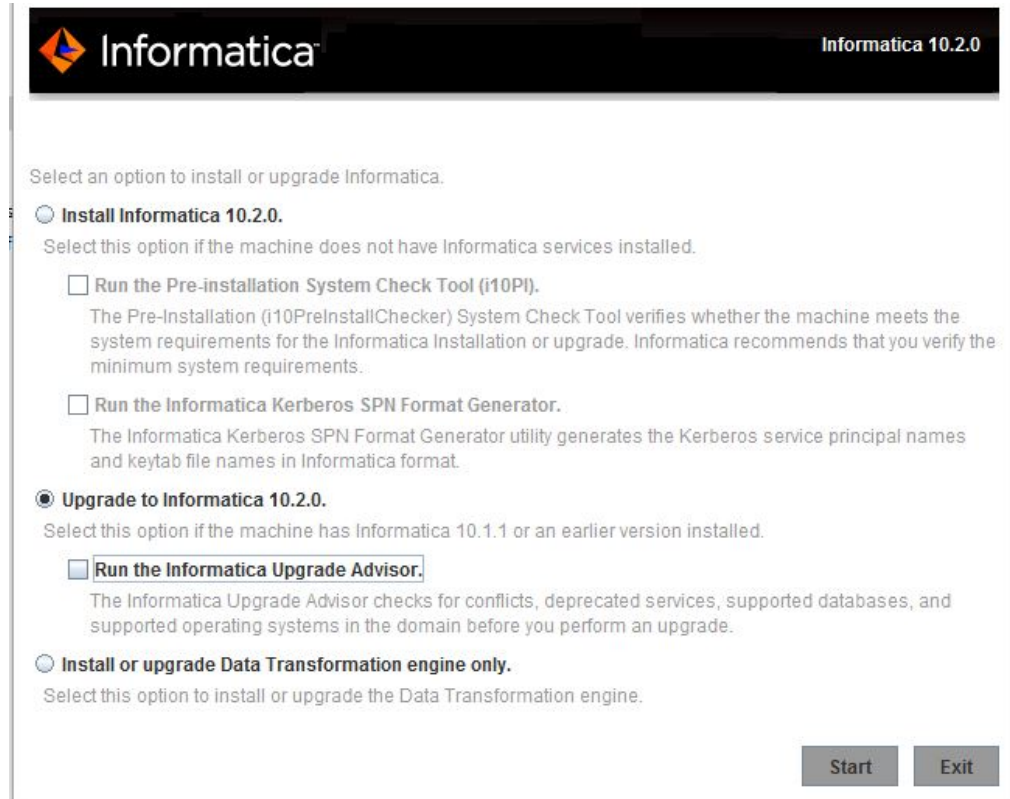 Informatica
Informatica 10.2.0
Select an option to install or upgrade Informatica.
Install Informatica 10.2.0.
Select this option if the machine does not have Informatica services installed.
Run the Pre-installation System Check Tool (i10PI).
The Pre-Installation (i10PreInstallChecker) System Check Tool verifies whether the machine meets the
system requirements for the Informatica Installation or upgrade. Informatica recommends that you verify the
minimum system requirements.
Run the Informatica Kerberos SPN Format Generator.
The Informatica Kerberos SPN Format Generator utility generates the Kerberos service principal names
and keytab file names in Informatica format.
Upgrade to Informatica 10.2.0.
Select this option if the machine has Informatica 10.1.1 or an earlier version installed.
Run the Informatica Upgrade Advisor.
The Informatica Upgrade Advisor checks for conflicts, deprecated services, supported databases, and
supported operating systems in the domain before you perform an upgrade.
Install or upgrade Data Transformation engine only.
Select this option to install or upgrade the Data Transformation engine.
Start
Exit